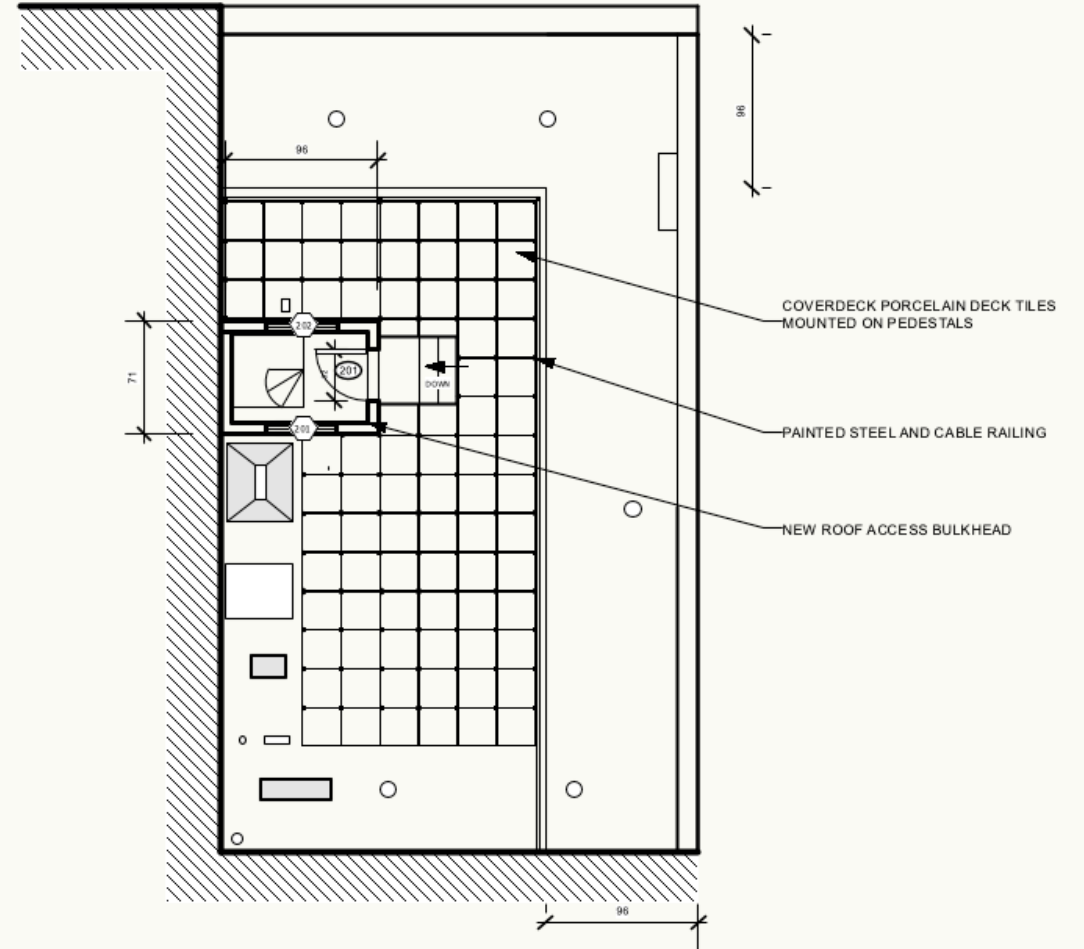 96
96
COVERDECK PORCELAIN DECK TILES
MOUNTED ON PEDESTALS
202
71
201
DOWN
201
PAINTED STEEL AND CABLE RAILING
NEW ROOF ACCESS BULKHEAD
96